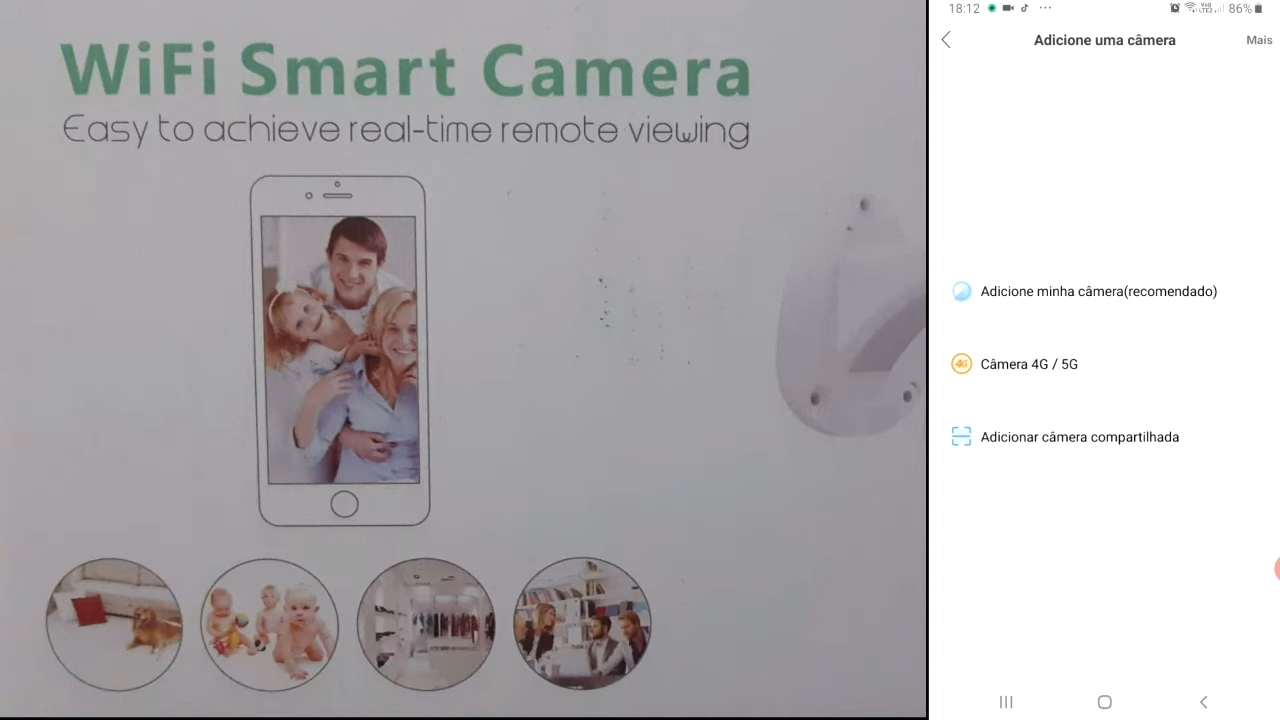 WiFi Smart Camera
Easy to achieve real-time remote viewing
18:12
86%
Adicione uma câmera
Mais
Adicione minha câmera(recomendado)
4G
Câmera 4G / 5G
Adicionar câmera compartilhada